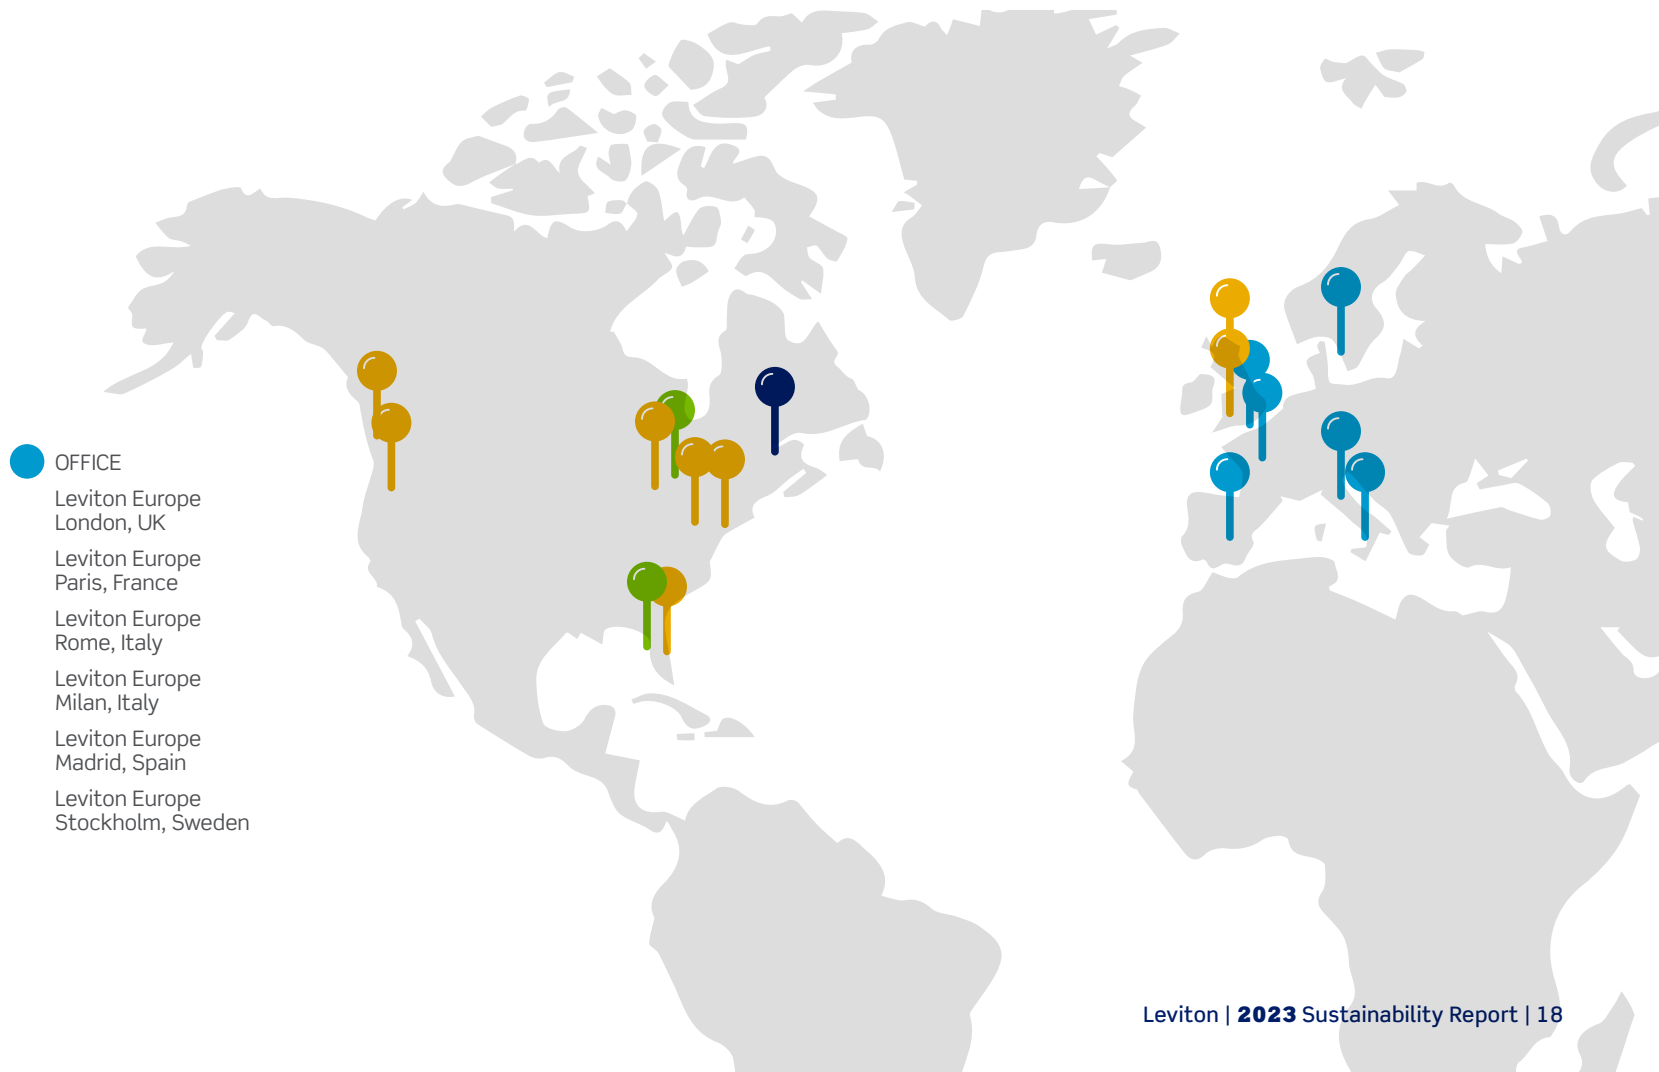 OFFICE
Leviton Europe
London, UK
Leviton Europe
Paris, France
Leviton Europe
Rome, Italy
Leviton Europe
Milan, Italy
Leviton Europe
Madrid, Spain
Leviton Europe
Stockholm, Sweden
Leviton | 2023 Sustainability Report | 18